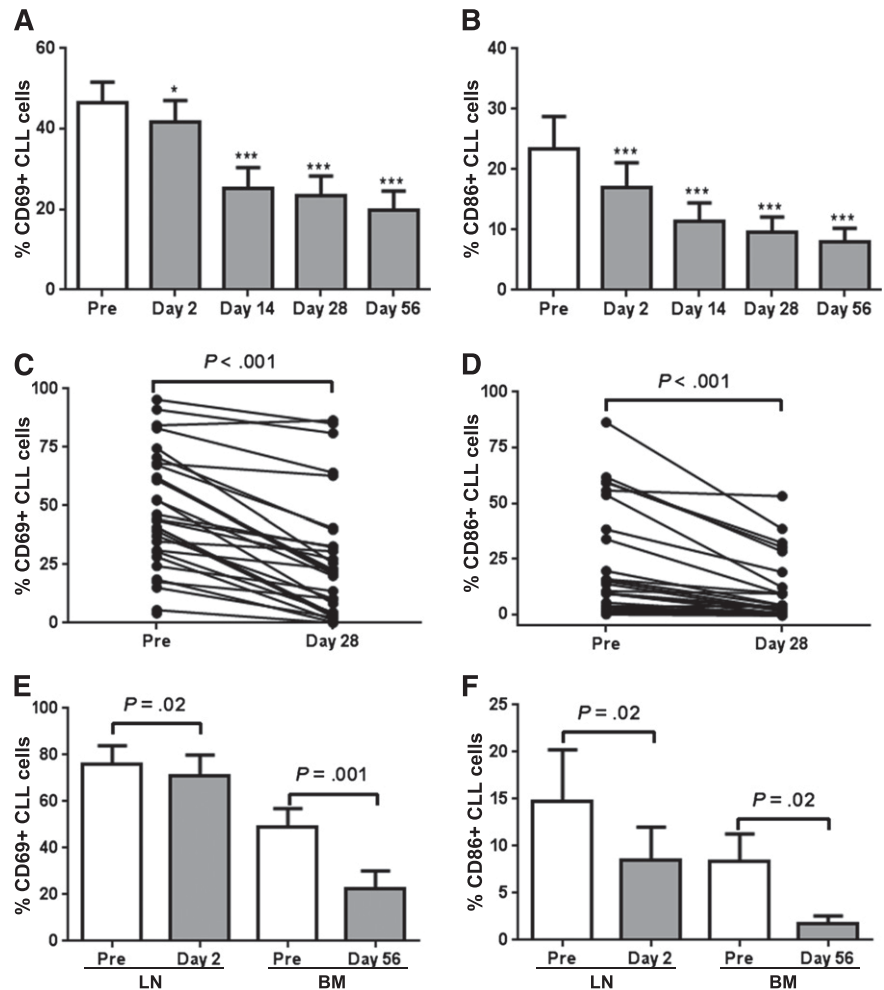 A
% CD69+ CLL cells
60
40
20
0
*
***
***
***
Pre Day 2 Day 14 Day 28 Day 56
B
% CD86+ CLL cells
40
30
20
10
0
***
***
***
***
Pre Day 2 Day 14 Day 28 Day 56
C
P < .001
% CD69+ CLL cells
100
75
50
25
0
Pre Day 28
D
P < .001
% CD86+ CLL cells
100
75
50
25
0
Pre Day 28
E
% CD69+ CLL cells
100
80
60
40
20
0
P = .02
P = .001
Pre Day 2 Pre Day 56
LN BM
F
% CD86+ CLL cells
25
20
15
10
5
0
P = .02
P = .02
Pre Day 2 Pre Day 56
LN BM